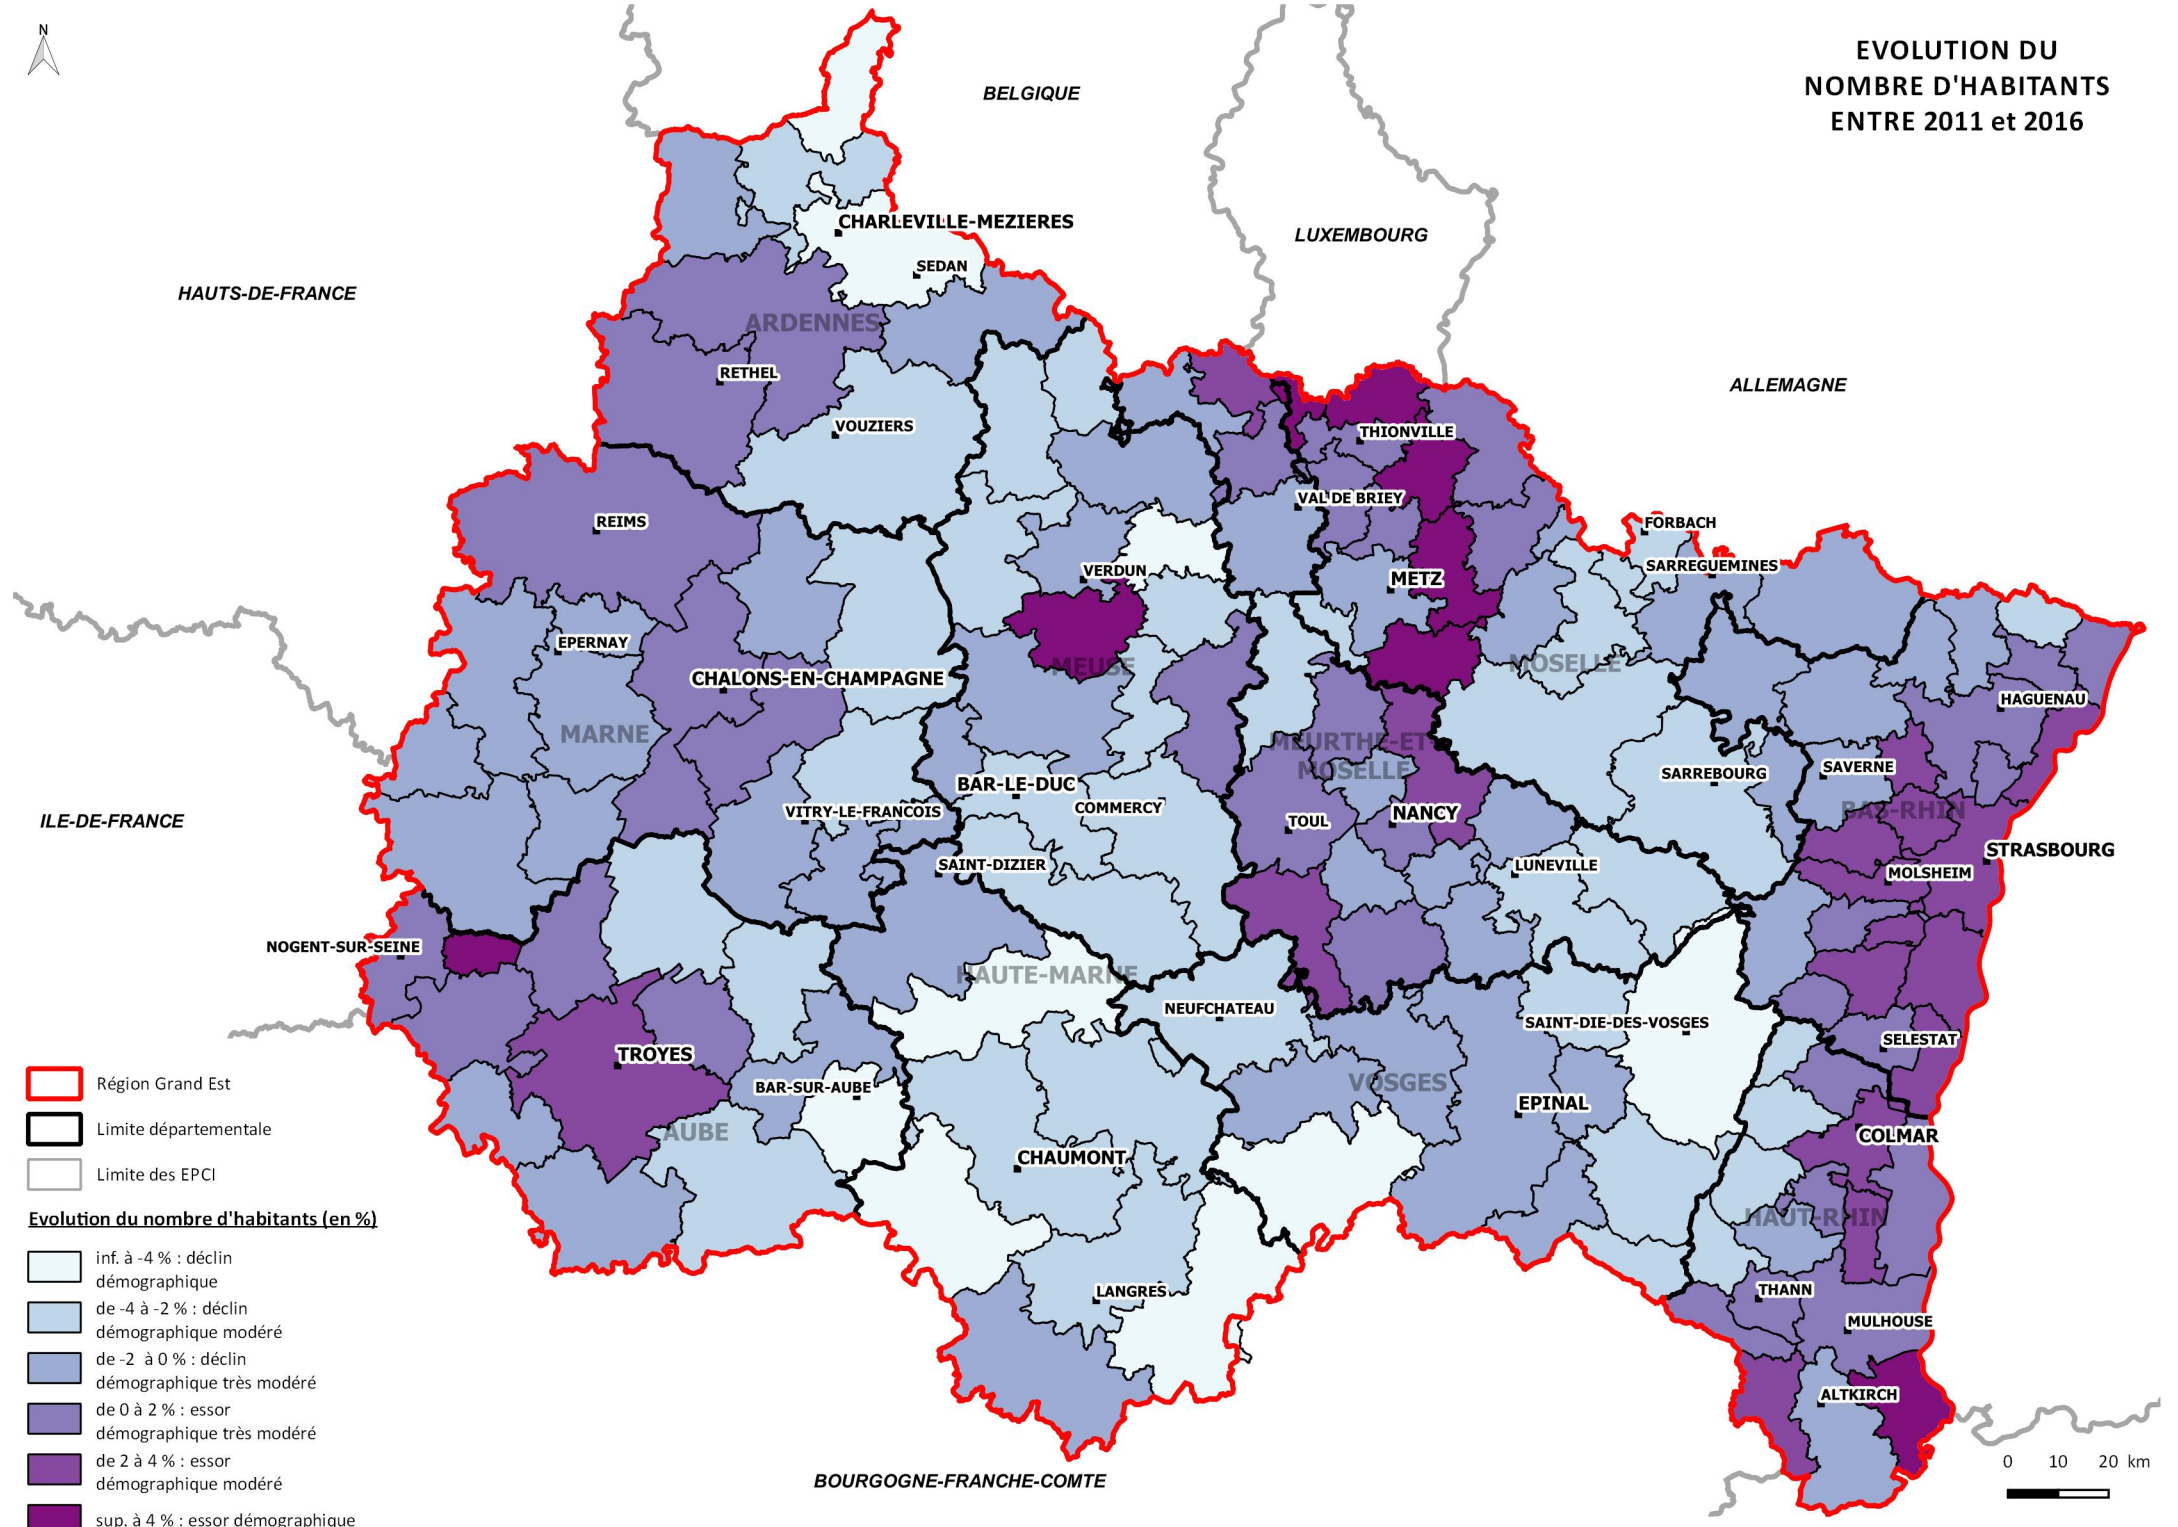 N
EVOLUTION DU
NOMBRE D'HABITANTS
ENTRE 2011 et 2016
BELGIQUE
LUXEMBOURG
HAUTS-DE-FRANCE
ALLEMAGNE
ILE-DE-FRANCE
BOURGOGNE-FRANCHE-COMTE
CHARLEVILLE-MEZIERES
SEDAN
ARDENNES
RETHEL
VOUZIERS
THIONVILLE
VAL DE BRIEY
REIMS
FORBACH
SARREGUEMINES
VERDUN
METZ
EPERNAY
MEUSE
MOSELLE
CHALONS-EN-CHAMPAGNE
HAGUENAU
MARNE
MEURTHE-ET
MOSELLE
SARREBOURG
SAVERNE
BAR-LE-DUC
COMMERCY
VITRY-LE-FRANCOIS
TOUL
NANCY
BAS-RHIN
STRASBOURG
SAINT-DIZIER
LUNEVILLE
MOLSHEIM
NOGENT-SUR-SEINE
HAUTE-MARNE
NEUFCHATEAU
SAINT-DIE-DES-VOSGES
SELESTAT
TROYES
BAR-SUR-AUBE
VOSGES
EPINAL
AUBE
COLMAR
CHAUMONT
HAUT-RHIN
LANGRES
THANN
MULHOUSE
ALTKIRCH
Région Grand Est
Limite départementale
Limite des EPCI
Evolution du nombre d'habitants (en %)
inf. à -4 % : déclin
démographique
de -4 à -2 % : déclin
démographique modéré
de -2 à 0 % : déclin
démographique très modéré
de 0 à 2 % : essor
démographique très modéré
de 2 à 4 % : essor
démographique modéré
sup. à 4 % : essor démographique
0 10 20 km